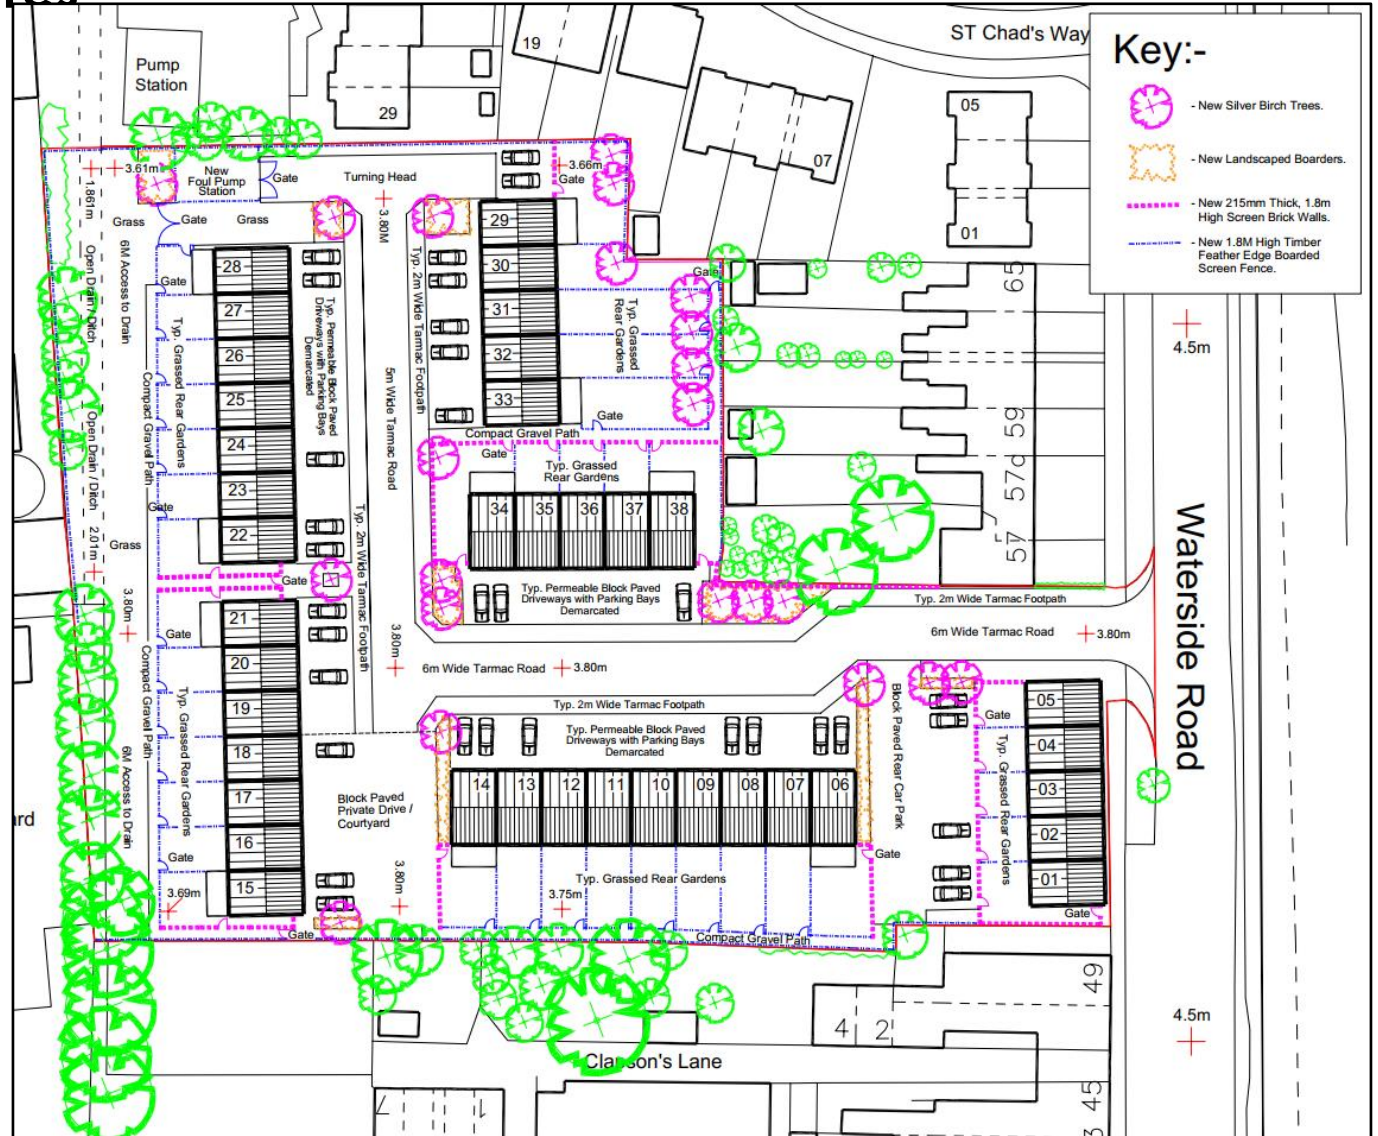 ST Chad's Way
Key:-
- New Silver Birch Trees.
- New Landscaped Boarders.
- New 215mm Thick, 1.8m
High Screen Brick Walls.
- New 1.8M High Timber
Feather Edge Boarded
Screen Fence.
Pump
Station
19
29
07
05
01
3.61m
New
Foul Pump
Station
Gate
Turning Head
3.66m
Gate
1.861m
Grass
Gate
Grass
3.80M
29
30
31
32
33
28
27
26
25
24
23
22
Gate
Gate
Open Drain / Ditch
6M Access to Drain
Typ. Grassed Rear Gardens
Compact Gravel Path
Typ. Permeable Block Paved
Driveways with Parking Bays
Demarcated
5m Wide Tarmac Road
Typ. 2m Wide Tarmac Footpath
Typ. Grassed
Rear Gardens
Gate
65
59
57a
57
4.5m
Gate
Compact Gravel Path
Gate
Typ. Grassed
Rear Gardens
34
35
36
37
38
Open Drain / Ditch
2.01m
Grass
Typ. 2m Wide Tarmac Footpath
Gate
Typ. Permeable Block Paved
Driveways with Parking Bays
Demarcated
Typ. 2m Wide Tarmac Footpath
6m Wide Tarmac Road
3.80m
Waterside Road
3.80m
3.80m
6m Wide Tarmac Road
3.80m
21
20
19
18
17
16
15
Gate
Compact Gravel Path
Typ. Grassed Rear Gardens
6M Access to Drain
Gate
3.69m
Gate
Typ. 2m Wide Tarmac Footpath
Typ. Permeable Block Paved
Driveways with Parking Bays
Demarcated
14
13
12
11
10
09
08
07
06
Block Paved
Private Drive /
Courtyard
3.80m
Block Paved Rear Car Park
Gate
Typ. Grassed Rear Gardens
3.75m
Compact Gravel Path
Gate
Typ. Grassed Rear Gardens
05
04
03
02
01
Gate
49
4
2
4.5m
Clapson's Lane
7
1
45